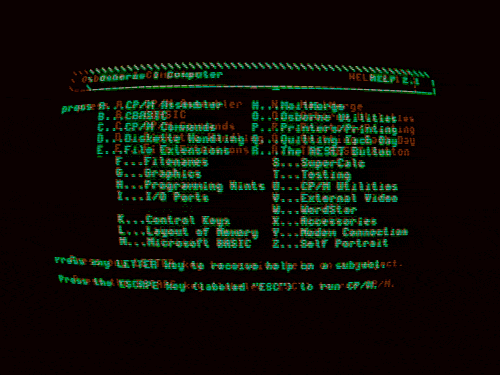 Osborne 1 Computer HELP 2.1
press A...CP/M Assembler N...MailMerge
B...CBASIC O...Osborne Utilities
C...CP/M Commands P...Printers/Printing
D...Diskette Handling Q...Quitting Each Day
E...File Extensions R...The RESET Button
F...Filenames S...SuperCalc
G...Graphics T...Testing
H...Programming Hints U...CP/M Utilities
I...I/O Ports V...External Video
W...WordStar
K...Control Keys X...Accessories
L...Layout of Memory Y...Modem Connection
M...Microsoft BASIC Z...Self Portrait
Press any LETTER key to receive help on a subject.
Press the ESCAPE key (labeled "ESC") to run CP/M.